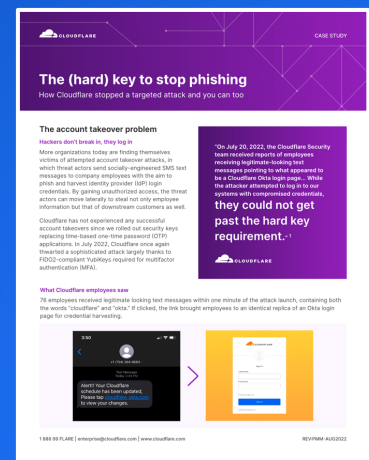 CLOUDFLARE
CASE STUDY
The (hard) key to stop phishing
How Cloudflare stopped a targeted attack and you can too
The account takeover problem
Hackers don't break in, they log in
More organizations today are finding themselves
victims of attempted account takeover attacks, in
which threat actors send socially-engineered SMS text
messages to company employees with the aim to
phish and harvest identity provider (IdP) login
credentials. By gaining unauthorized access, the threat
actors can move laterally to steal not only employee
information but that of downstream customers as well.
Cloudflare has not experienced any successful
account takeovers since we rolled out security keys
replacing time-based one-time password (OTP)
applications. In July 2022, Cloudflare once again
thwarted a sophisticated attack largely thanks to
FIDO2-compliant YubiKeys required for multifactor
authentication (MFA).
"On July 20, 2022, the Cloudflare Security
team received reports of employees
receiving legitimate-looking text
messages pointing to what appeared to
be a Cloudflare Okta login page... While
the attacker attempted to log in to our
systems with compromised credentials,
they could not get
past the hard key
requirement.- 1
CLOUDFLARE
What Cloudflare employees saw
76 employees received legitimate looking text messages within one minute of the attack launch, containing both
the words "cloudflare" and "okta." If clicked, the link brought employees to an identical replica of an Okta login
page for credential harvesting.
3:50
Text Message
Alert!! Your Cloudflare
schedule has been updated,
Please tap cloudflare-okta.com
to view your changes.
CLOUDFLARE
Sign In
1 888 99 FLARE | enterprise@cloudflare.com | www.cloudflare.com
REV:PMM-AUG2022